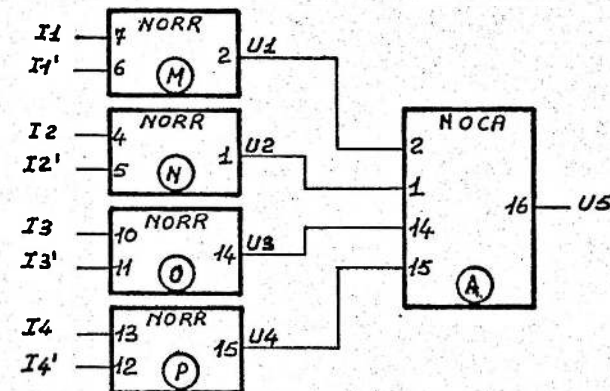 NORR
I1 7 2 U1
I1' 6
M
NORR
I2 4 1 U2
I2' 5
N
NORR
I3 10 14 U3
I3' 11
O
NORR
I4 13 15 U4
I4' 12
P
NOCA
2
1
16 U5
14
15
A